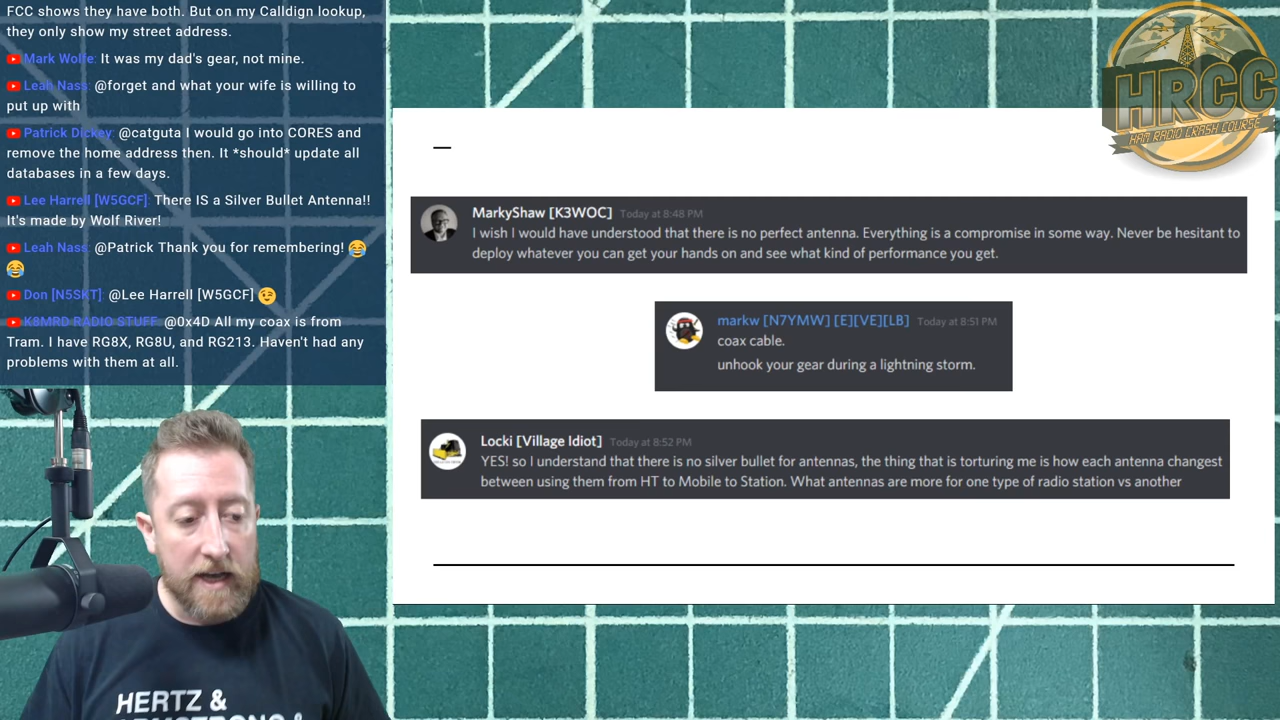 FCC shows they have both. But on my Calldign lookup,
they only show my street address.
Mark Wolfe: It was my dad's gear, not mine.
Leah Nass: @forget and what your wife is willing to
put up with
Patrick Dickey: @catguta I would go into CORES and
remove the home address then. It *should* update all
databases in a few days.
Lee Harrell [W5GCF]: There IS a Silver Bullet Antenna!!
It's made by Wolf River!
Leah Nass: @Patrick Thank you for remembering! 😂
😂
Don [N5SKT]: @Lee Harrell [W5GCF] 😉
K8MRD RADIO STUFF: @0x4D All my coax is from
Tram. I have RG8X, RG8U, and RG213. Haven't had any
problems with them at all.
HRCC
HAM RADIO CRASH COURSE
MarkyShaw [K3WOC] Today at 8:48 PM
I wish I would have understood that there is no perfect antenna. Everything is a compromise in some way. Never be hesitant to
deploy whatever you can get your hands on and see what kind of performance you get.
markw [N7YMW] [E][VE][LB] Today at 8:51 PM
coax cable.
unhook your gear during a lightning storm.
Locki [Village Idiot] Today at 8:52 PM
YES! so I understand that there is no silver bullet for antennas, the thing that is torturing me is how each antenna changest
between using them from HT to Mobile to Station. What antennas are more for one type of radio station vs another
HERTZ &